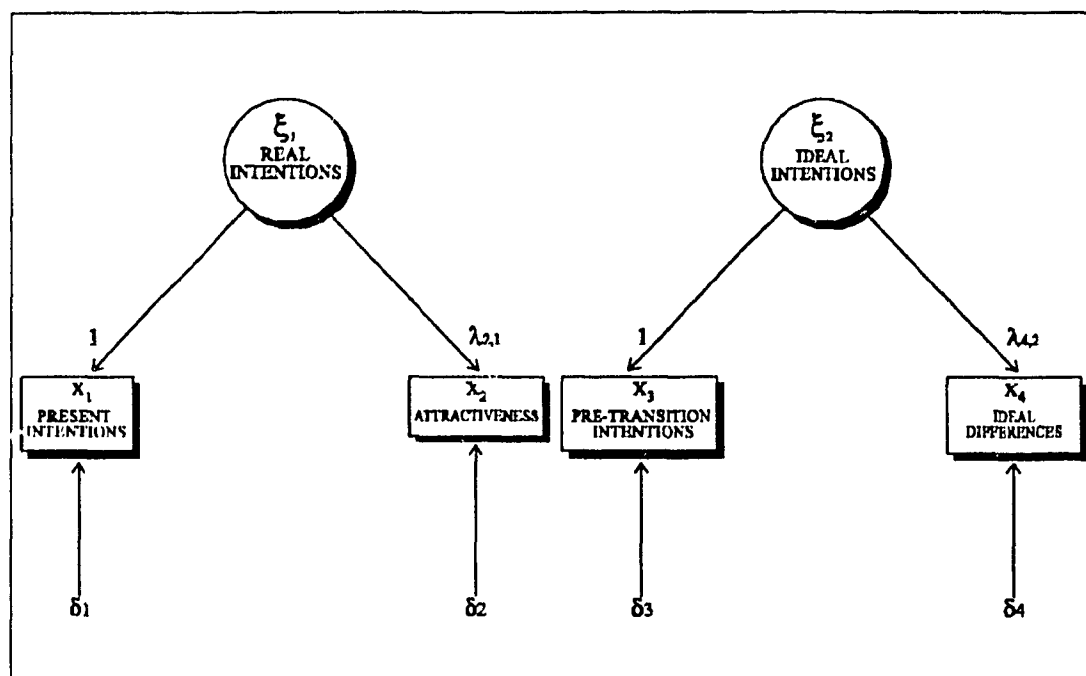 ξ₁
REAL
INTENTIONS
ξ₂
IDEAL
INTENTIONS
1
λ₂,₁
1
λ₄,₂
X₁
PRESENT
INTENTIONS
X₂
ATTRACTIVENESS
X₃
PRE-TRANSITION
INTENTIONS
X₄
IDEAL
DIFFERENCES
δ1
δ2
δ3
δ4